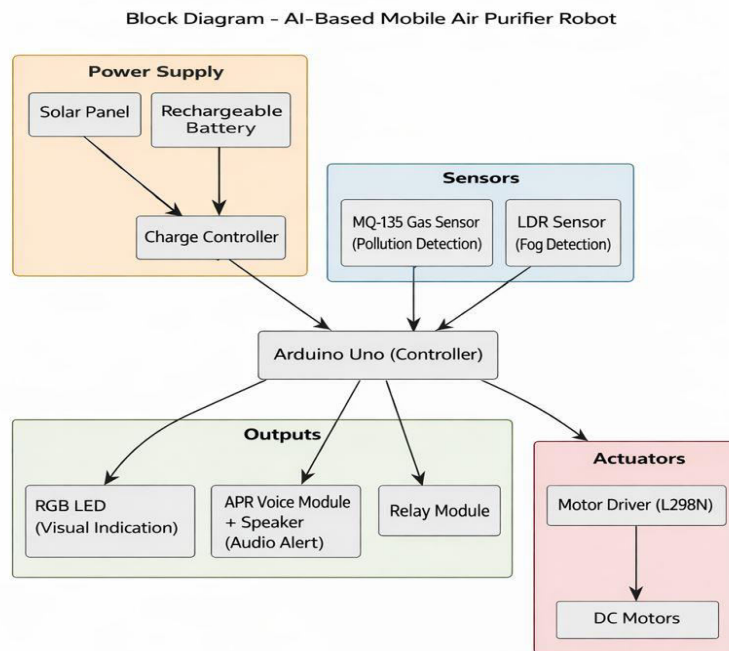 Block Diagram – AI-Based Mobile Air Purifier Robot
Power Supply
Solar Panel
Rechargeable
Battery
Charge Controller
Sensors
MQ-135 Gas Sensor
(Pollution Detection)
LDR Sensor
(Fog Detection)
Arduino Uno (Controller)
Outputs
RGB LED
(Visual Indication)
APR Voice Module
+ Speaker
(Audio Alert)
Relay Module
Actuators
Motor Driver (L298N)
DC Motors